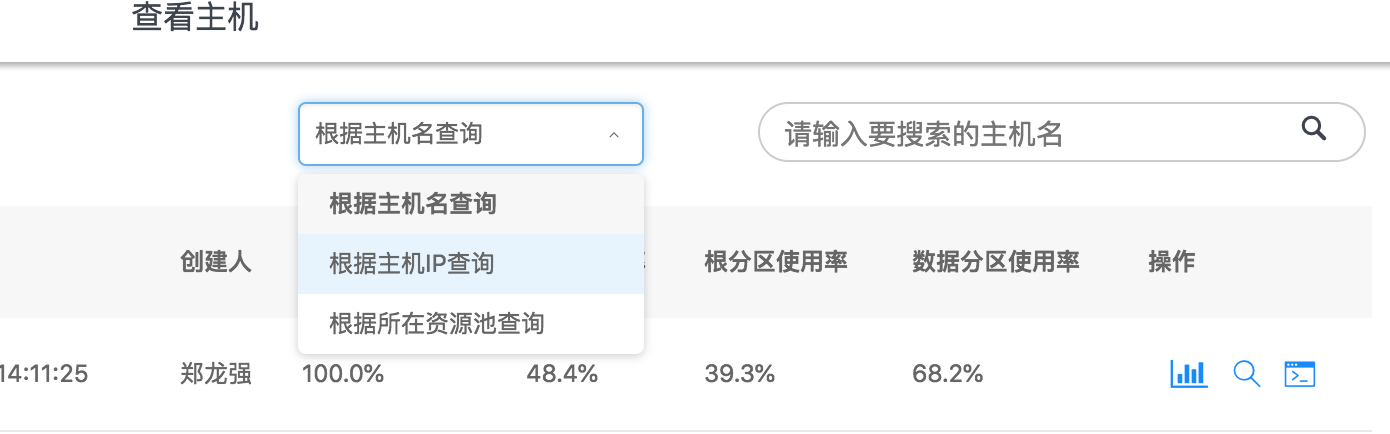 查看主机
根据主机名查询
请输入要搜索的主机名
根据主机名查询
根据主机IP查询
根据所在资源池查询
创建人
根分区使用率
数据分区使用率
操作
14:11:25
郑龙强
100.0%
48.4%
39.3%
68.2%